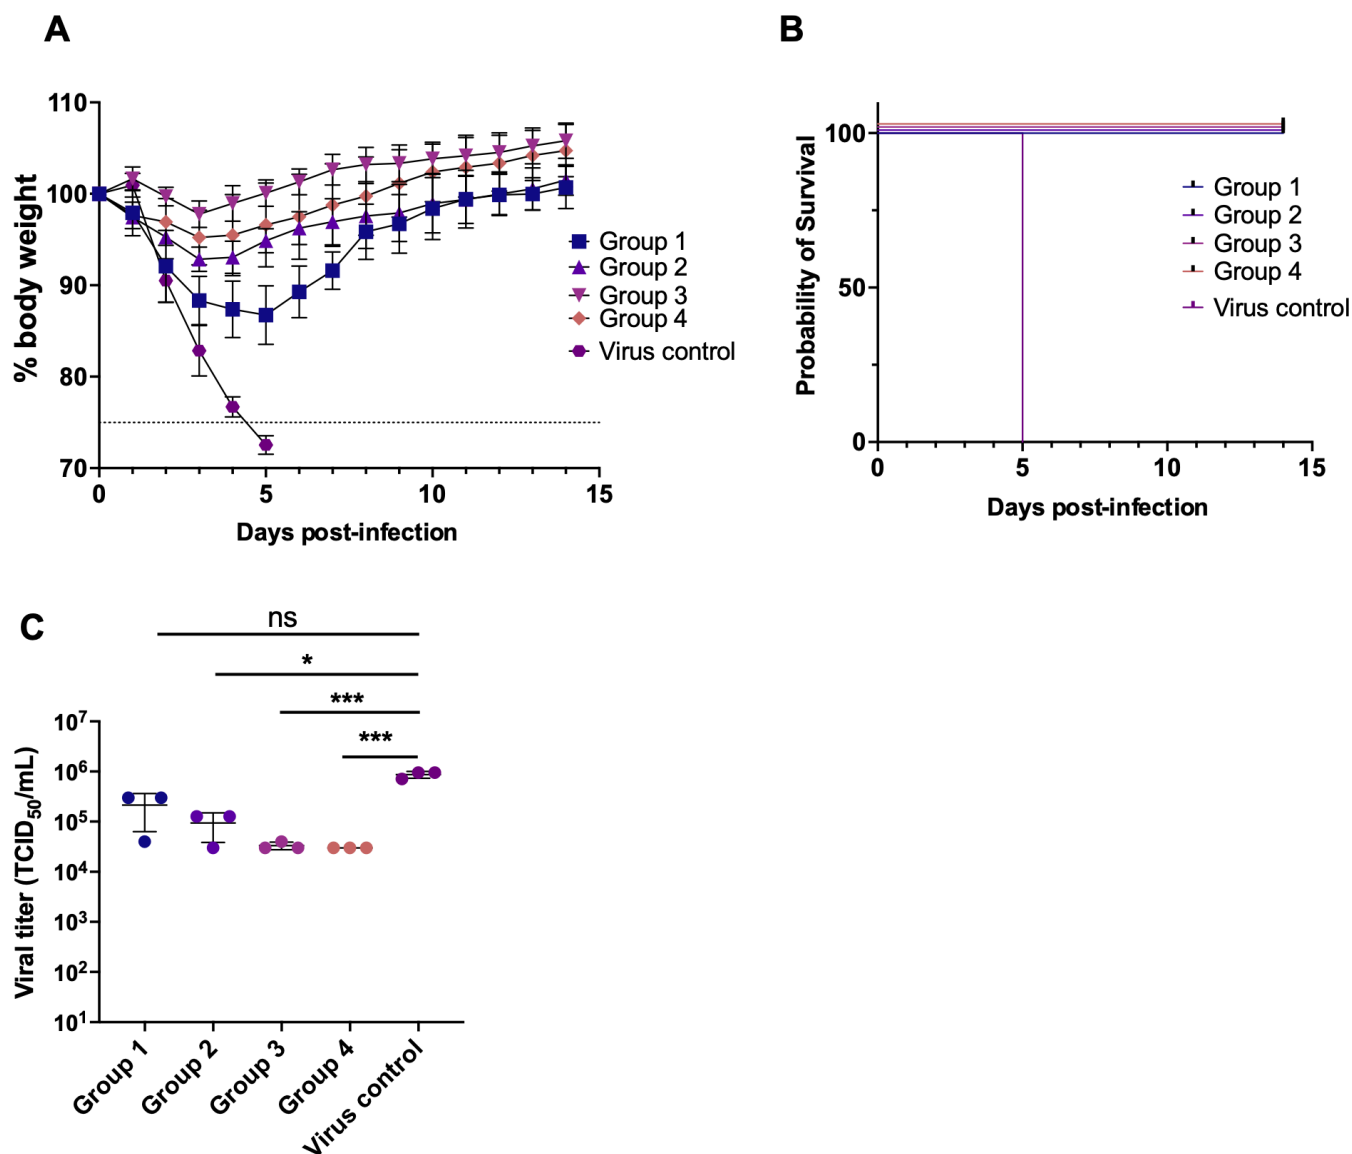 A
% body weight
110
100
90
80
70
0
5
10
15
Days post-infection
Group 1
Group 2
Group 3
Group 4
Virus control
B
Probability of Survival
100
50
0
0
5
10
15
Days post-infection
Group 1
Group 2
Group 3
Group 4
Virus control
C
ns
*
***
***
Viral titer (TCID50/mL)
10⁷
10⁶
10⁵
10⁴
10³
10²
10¹
Group 1
Group 2
Group 3
Group 4
Virus control